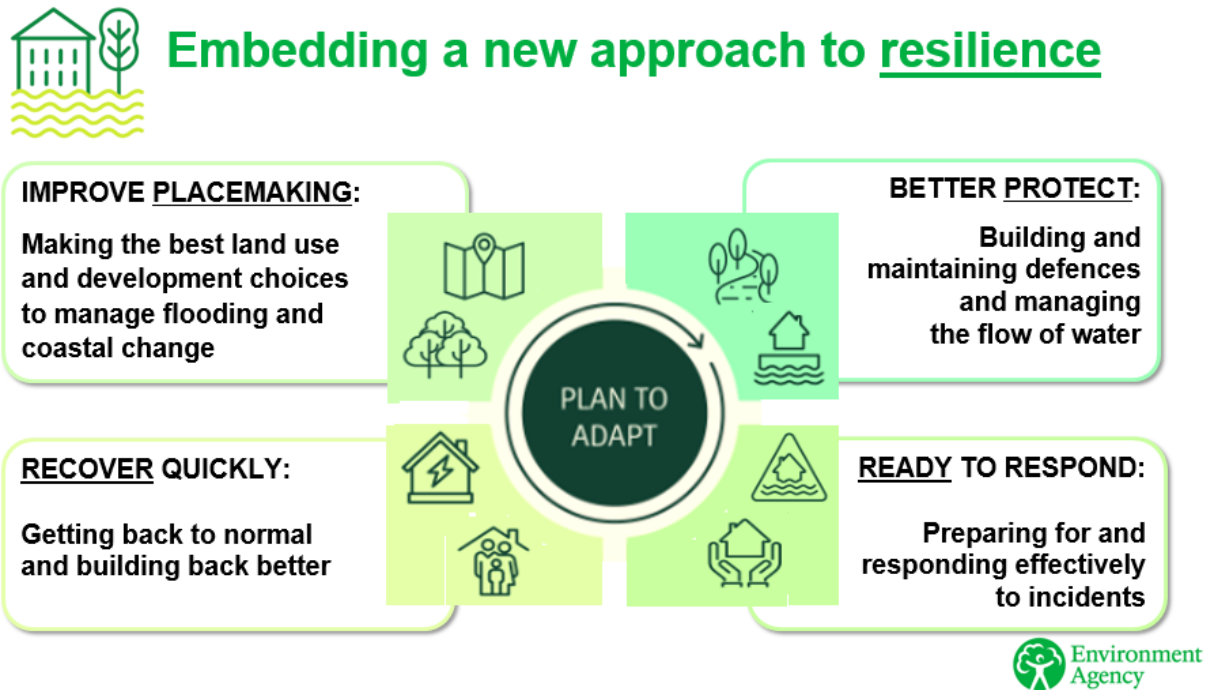 Embedding a new approach to resilience
IMPROVE PLACEMAKING:
Making the best land use
and development choices
to manage flooding and
coastal change
BETTER PROTECT:
Building and
maintaining defences
and managing
the flow of water
PLAN TO
ADAPT
RECOVER QUICKLY:
Getting back to normal
and building back better
READY TO RESPOND:
Preparing for and
responding effectively
to incidents
Environment
Agency